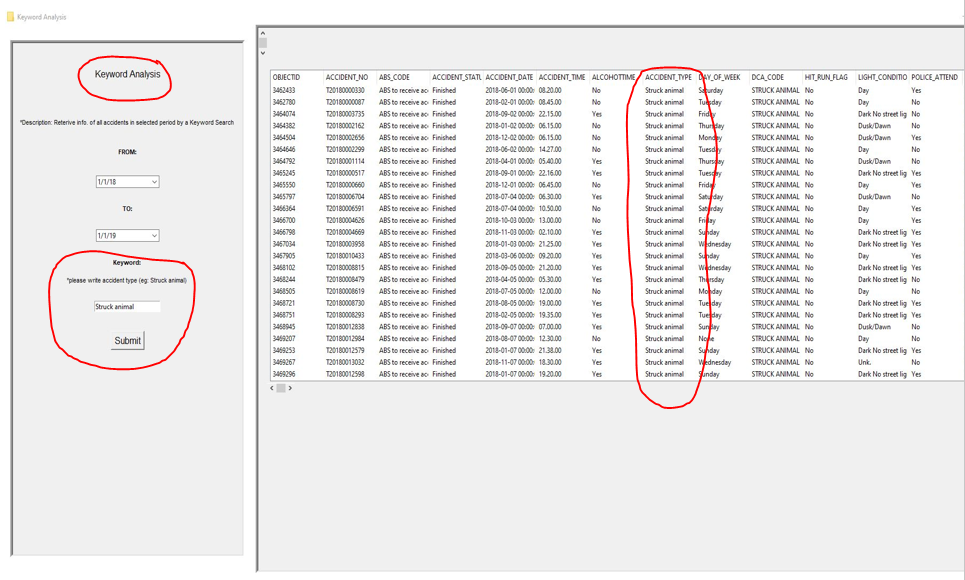 Keyword Analysis
Keyword Analysis
*Description: Reterive info. of all accidents in selected period by a Keyword Search
FROM:
1/1/18
TO:
1/1/19
Keyword:
*please write accident type (eg: Struck animal)
Struck animal
Submit
OBJECTID ACCIDENT_NO ABS_CODE ACCIDENT_STATU ACCIDENT_DATE ACCIDENT_TIME ALCOHOTTIME ACCIDENT_TYPE DAY_OF_WEEK DCA_CODE HIT_RUN_FLAG LIGHT_CONDITIO POLICE_ATTEND
3462433 T20180000330 ABS to receive acc Finished 2018-06-01 00:00: 08.20.00 No Struck animal Saturday STRUCK ANIMAL No Day Yes
3462780 T20180000087 ABS to receive acc Finished 2018-02-01 00:00: 08.45.00 No Struck animal Tuesday STRUCK ANIMAL No Day No
3464074 T20180003735 ABS to receive acc Finished 2018-09-02 00:00: 22.15.00 Yes Struck animal Friday STRUCK ANIMAL No Dark No street lig No
3464382 T20180002162 ABS to receive acc Finished 2018-01-02 00:00: 06.15.00 No Struck animal Thursday STRUCK ANIMAL No Dusk/Dawn No
3464504 T20180002656 ABS to receive acc Finished 2018-12-02 00:00: 06.15.00 No Struck animal Monday STRUCK ANIMAL No Dusk/Dawn Yes
3464646 T20180002299 ABS to receive acc Finished 2018-06-02 00:00: 14.27.00 No Struck animal Tuesday STRUCK ANIMAL No Day No
3464792 T20180001114 ABS to receive acc Finished 2018-04-01 00:00: 05.40.00 Yes Struck animal Thursday STRUCK ANIMAL No Dusk/Dawn No
3465245 T20180000517 ABS to receive acc Finished 2018-09-01 00:00: 22.16.00 Yes Struck animal Tuesday STRUCK ANIMAL No Dark No street lig Yes
3465550 T20180000660 ABS to receive acc Finished 2018-12-01 00:00: 06.45.00 No Struck animal Friday STRUCK ANIMAL No Day Yes
3465797 T20180006704 ABS to receive acc Finished 2018-07-04 00:00: 06.30.00 Yes Struck animal Saturday STRUCK ANIMAL No Dusk/Dawn No
3466364 T20180006591 ABS to receive acc Finished 2018-07-04 00:00: 10.50.00 No Struck animal Saturday STRUCK ANIMAL No Day Yes
3466700 T20180004626 ABS to receive acc Finished 2018-10-03 00:00: 13.00.00 No Struck animal Friday STRUCK ANIMAL No Day Yes
3466798 T20180004669 ABS to receive acc Finished 2018-11-03 00:00: 02.10.00 Yes Struck animal Sunday STRUCK ANIMAL No Dark No street lig Yes
3467034 T20180003958 ABS to receive acc Finished 2018-01-03 00:00: 21.25.00 Yes Struck animal Wednesday STRUCK ANIMAL No Dark No street lig Yes
3467905 T20180010433 ABS to receive acc Finished 2018-03-06 00:00: 09.20.00 No Struck animal Sunday STRUCK ANIMAL No Day Yes
3468102 T20180008815 ABS to receive acc Finished 2018-09-05 00:00: 21.20.00 Yes Struck animal Wednesday STRUCK ANIMAL No Dark No street lig Yes
3468244 T20180008479 ABS to receive acc Finished 2018-04-05 00:00: 05.30.00 Yes Struck animal Thursday STRUCK ANIMAL No Dark No street lig No
3468505 T20180008619 ABS to receive acc Finished 2018-07-05 00:00: 12.00.00 No Struck animal Monday STRUCK ANIMAL No Day No
3468721 T20180008730 ABS to receive acc Finished 2018-08-05 00:00: 19.00.00 Yes Struck animal Tuesday STRUCK ANIMAL No Dark No street lig Yes
3468751 T20180008293 ABS to receive acc Finished 2018-02-05 00:00: 19.35.00 Yes Struck animal Tuesday STRUCK ANIMAL No Dark No street lig Yes
3468945 T20180012838 ABS to receive acc Finished 2018-09-07 00:00: 07.00.00 No Struck animal Sunday STRUCK ANIMAL No Dusk/Dawn No
3469207 T20180012984 ABS to receive acc Finished 2018-08-07 00:00: 12.30.00 No Struck animal None STRUCK ANIMAL No Day No
3469253 T20180012579 ABS to receive acc Finished 2018-01-07 00:00: 21.38.00 Yes Struck animal Sunday STRUCK ANIMAL No Dark No street lig Yes
3469267 T20180013032 ABS to receive acc Finished 2018-11-07 00:00: 18.30.00 Yes Struck animal Wednesday STRUCK ANIMAL No Unk. No
3469296 T20180012598 ABS to receive acc Finished 2018-01-07 00:00: 19.20.00 Yes Struck animal Sunday STRUCK ANIMAL No Dark No street lig Yes